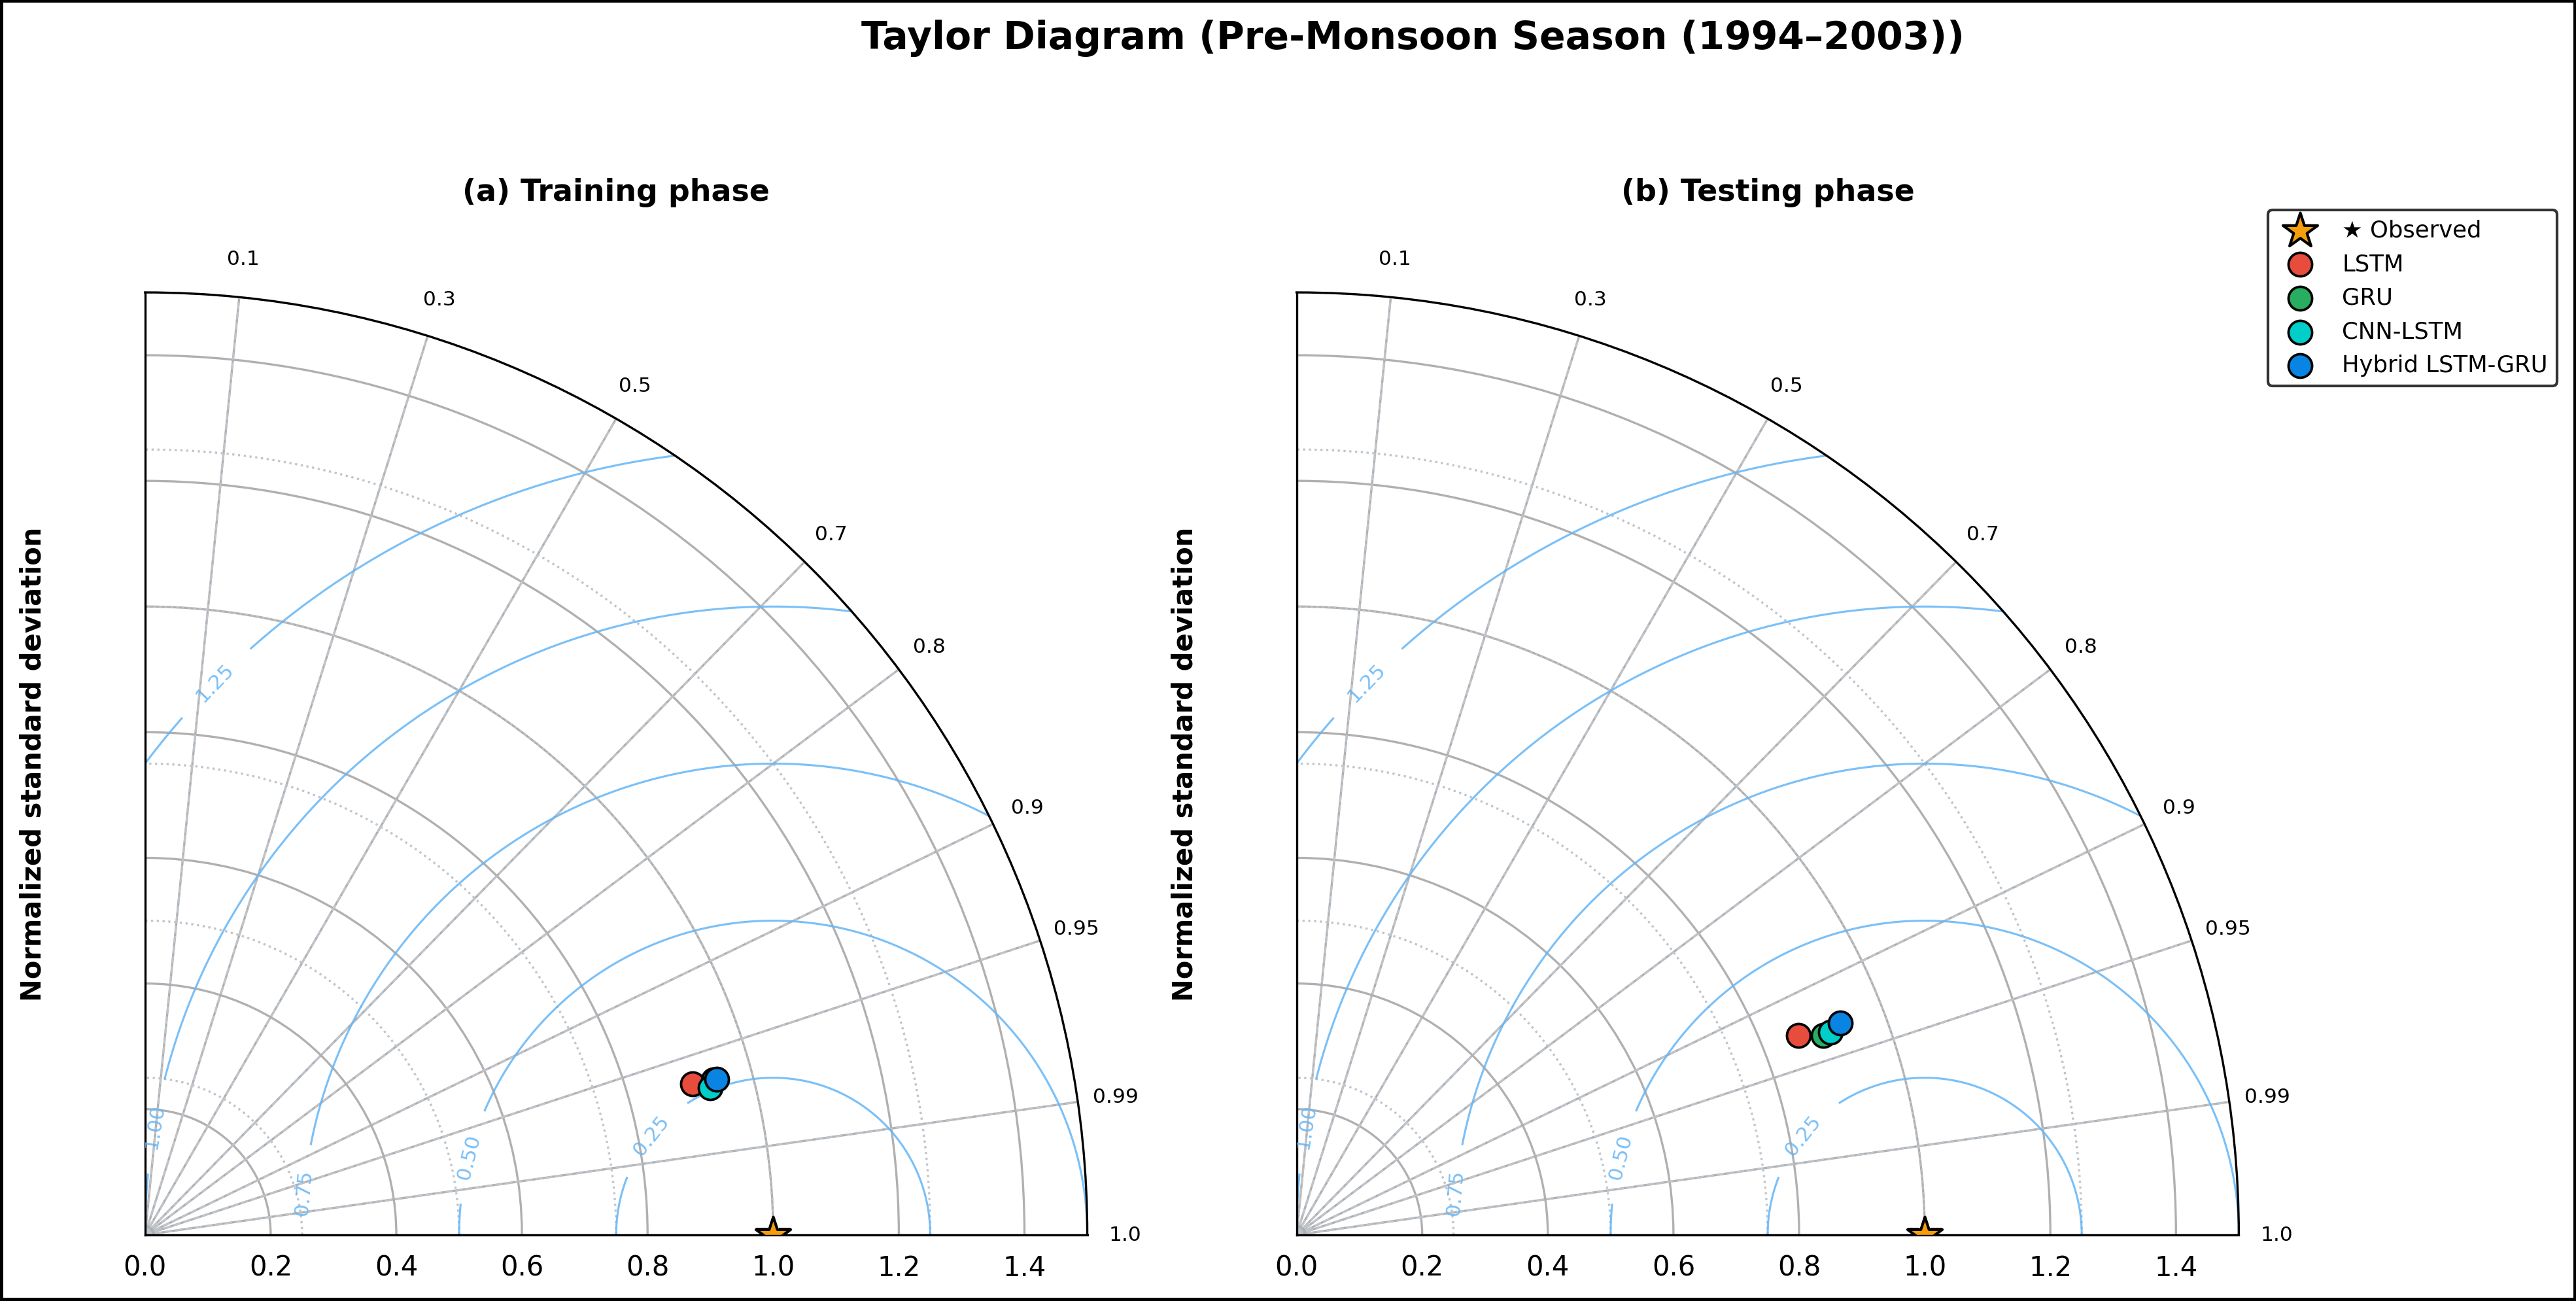 Taylor Diagram (Pre-Monsoon Season (1994–2003))
(a) Training phase
0.1
0.3
0.5
0.7
0.8
0.9
0.95
0.99
1.0
1.25
1.00
0.75
0.50
0.25
Normalized standard deviation
0.0 0.2 0.4 0.6 0.8 1.0 1.2 1.4
(b) Testing phase
0.1
0.3
0.5
0.7
0.8
0.9
0.95
0.99
1.0
1.25
1.00
0.75
0.50
0.25
Normalized standard deviation
0.0 0.2 0.4 0.6 0.8 1.0 1.2 1.4
★ Observed
LSTM
GRU
CNN-LSTM
Hybrid LSTM-GRU